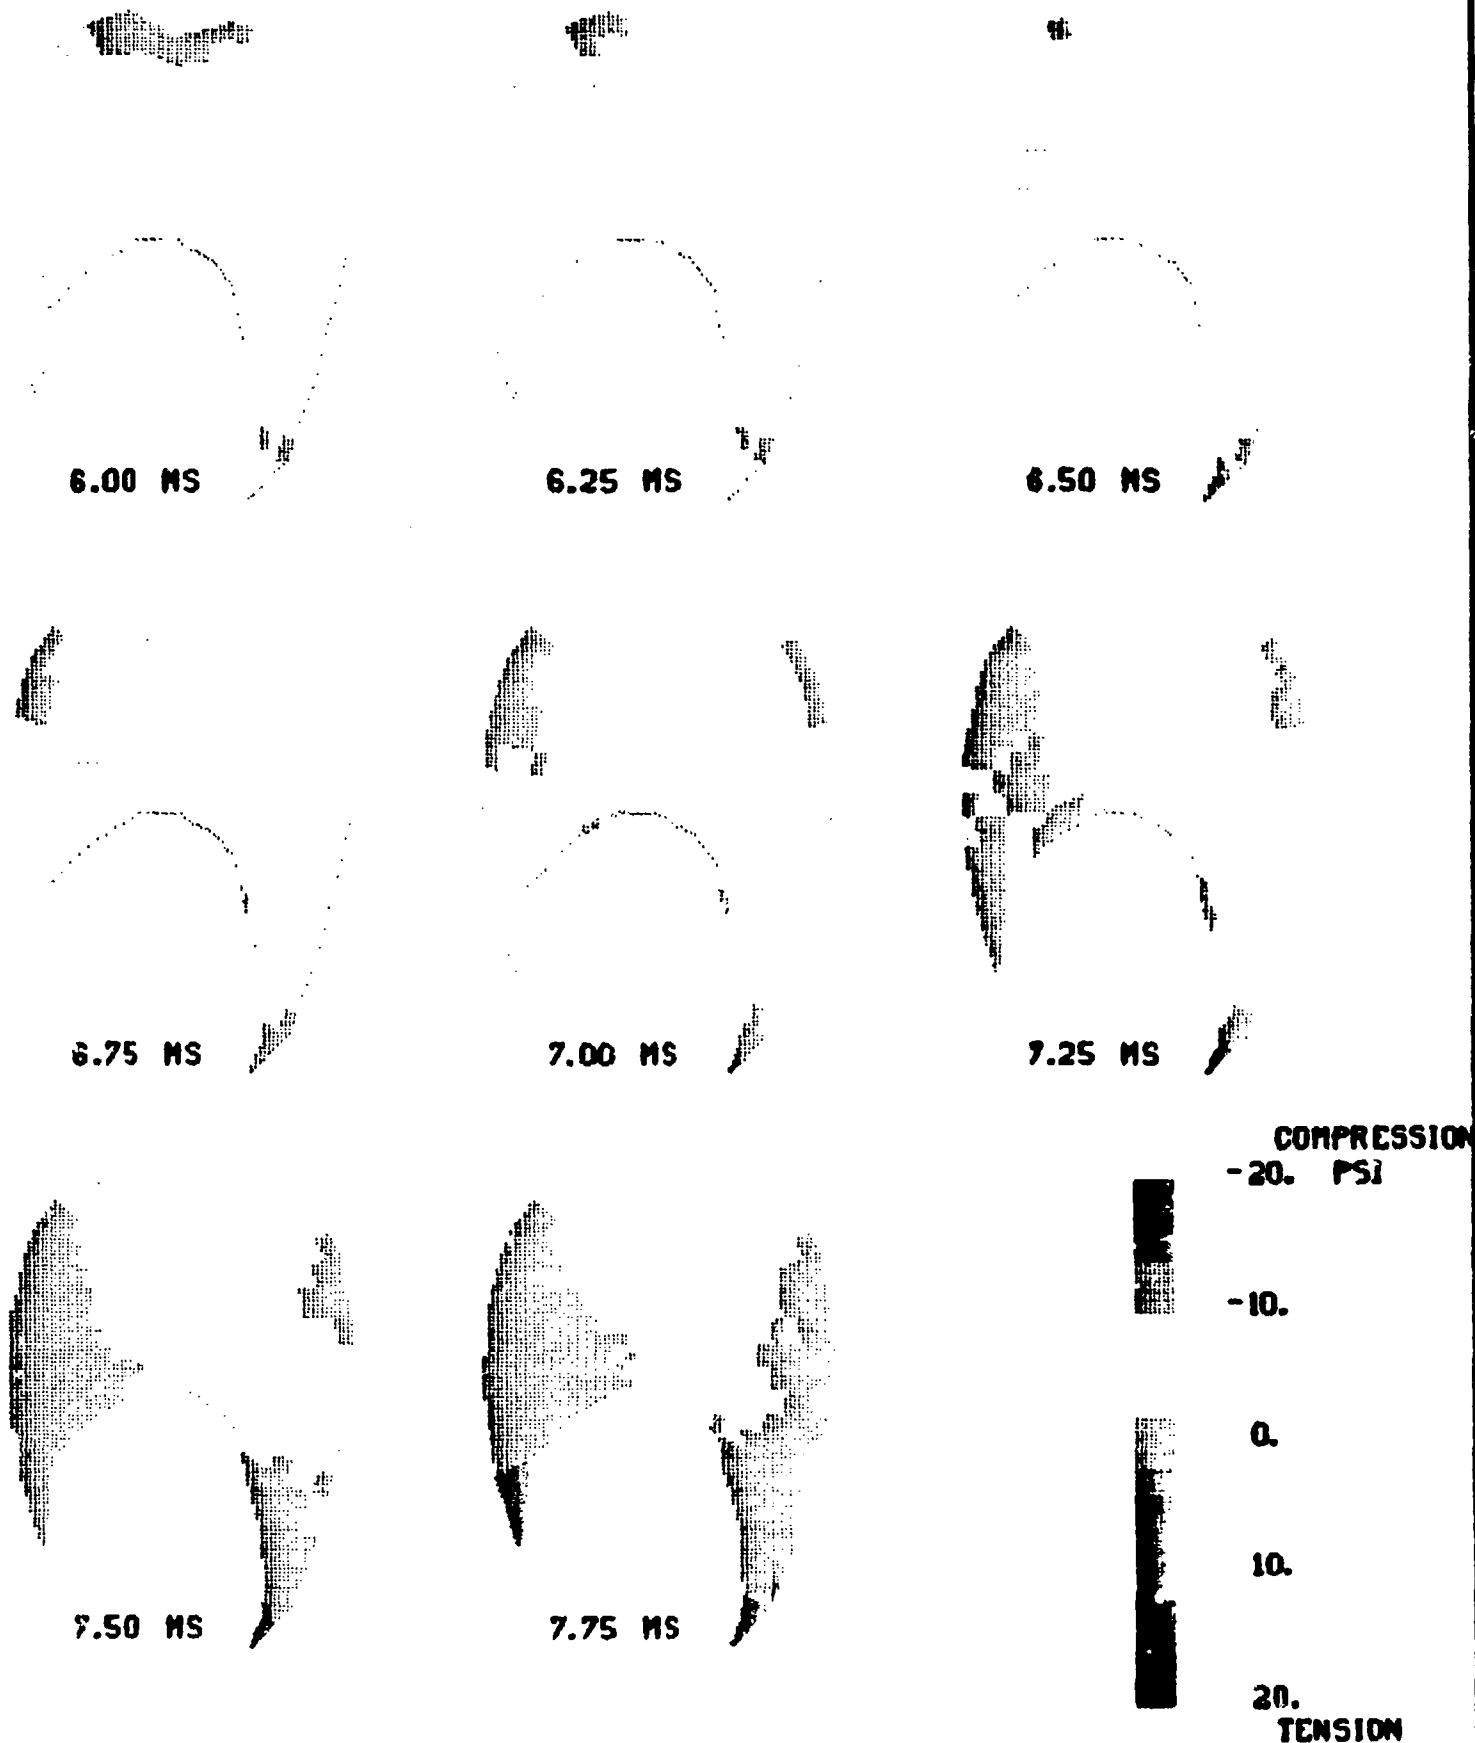 6.00 MS
6.25 MS
6.50 MS
6.75 MS
7.00 MS
7.25 MS
COMPRESSION
-20. PSI
-10.
0.
10.
20.
TENSION
7.50 MS
7.75 MS